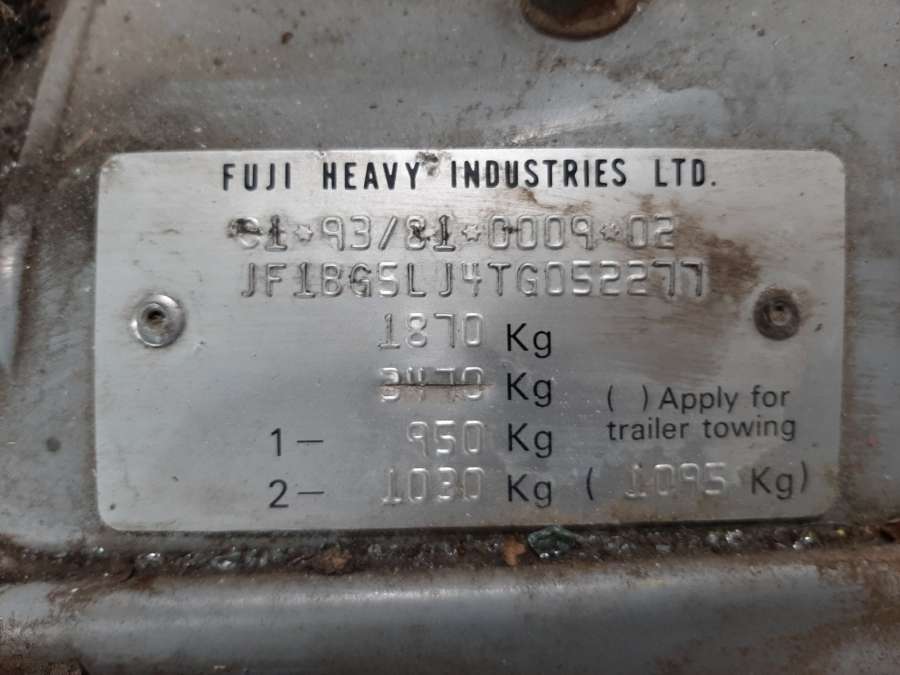 FUJI HEAVY INDUSTRIES LTD.
e1*93/81*0009*02
JF1BG5LJ4TG052277
1870 Kg
3470 Kg
( ) Apply for
1— 950 Kg trailer towing
2— 1030 Kg ( 1095 Kg)